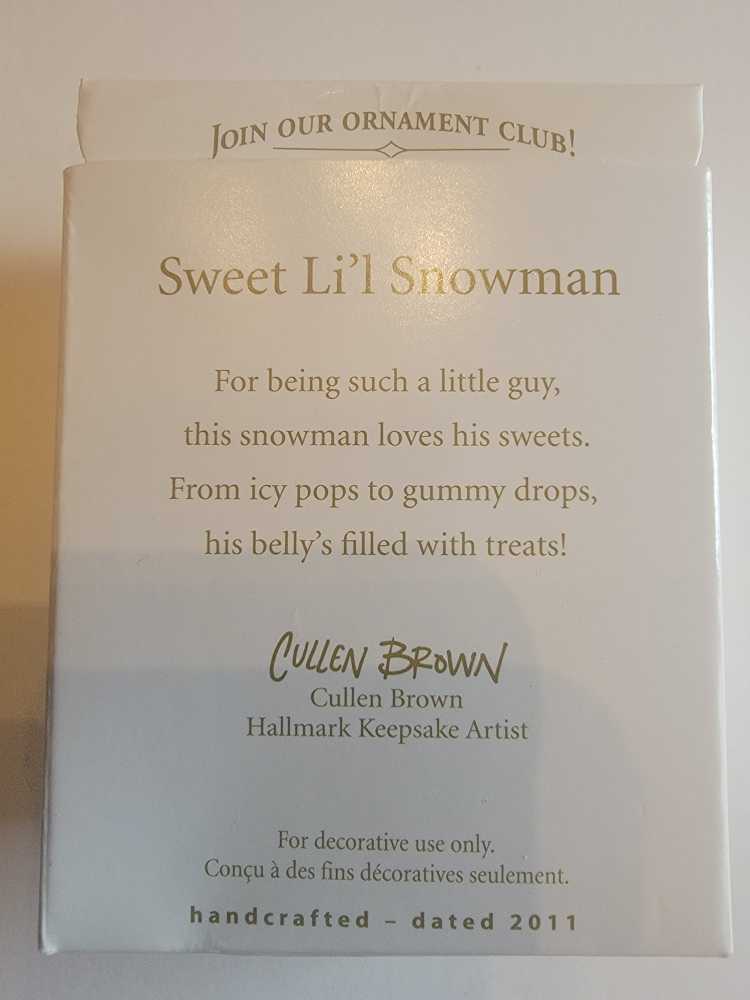 JOIN OUR ORNAMENT CLUB!
Sweet Li'l Snowman
For being such a little guy,
this snowman loves his sweets.
From icy pops to gummy drops,
his belly's filled with treats!
CULLEN BROWN
Cullen Brown
Hallmark Keepsake Artist
For decorative use only.
Conçu à des fins décoratives seulement.
handcrafted – dated 2011